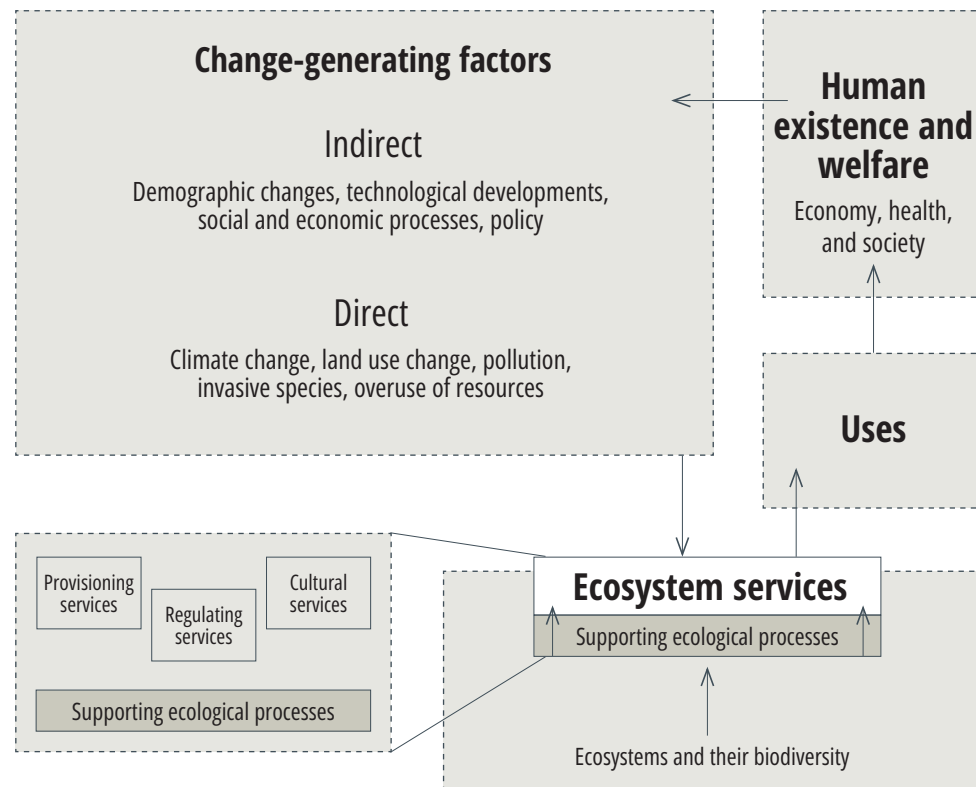 Change-generating factors
Indirect
Demographic changes, technological developments,
social and economic processes, policy
Direct
Climate change, land use change, pollution,
invasive species, overuse of resources
Human
existence and
welfare
Economy, health,
and society
Uses
Provisioning
services
Regulating
services
Cultural
services
Supporting ecological processes
Ecosystem services
Supporting ecological processes
Ecosystems and their biodiversity